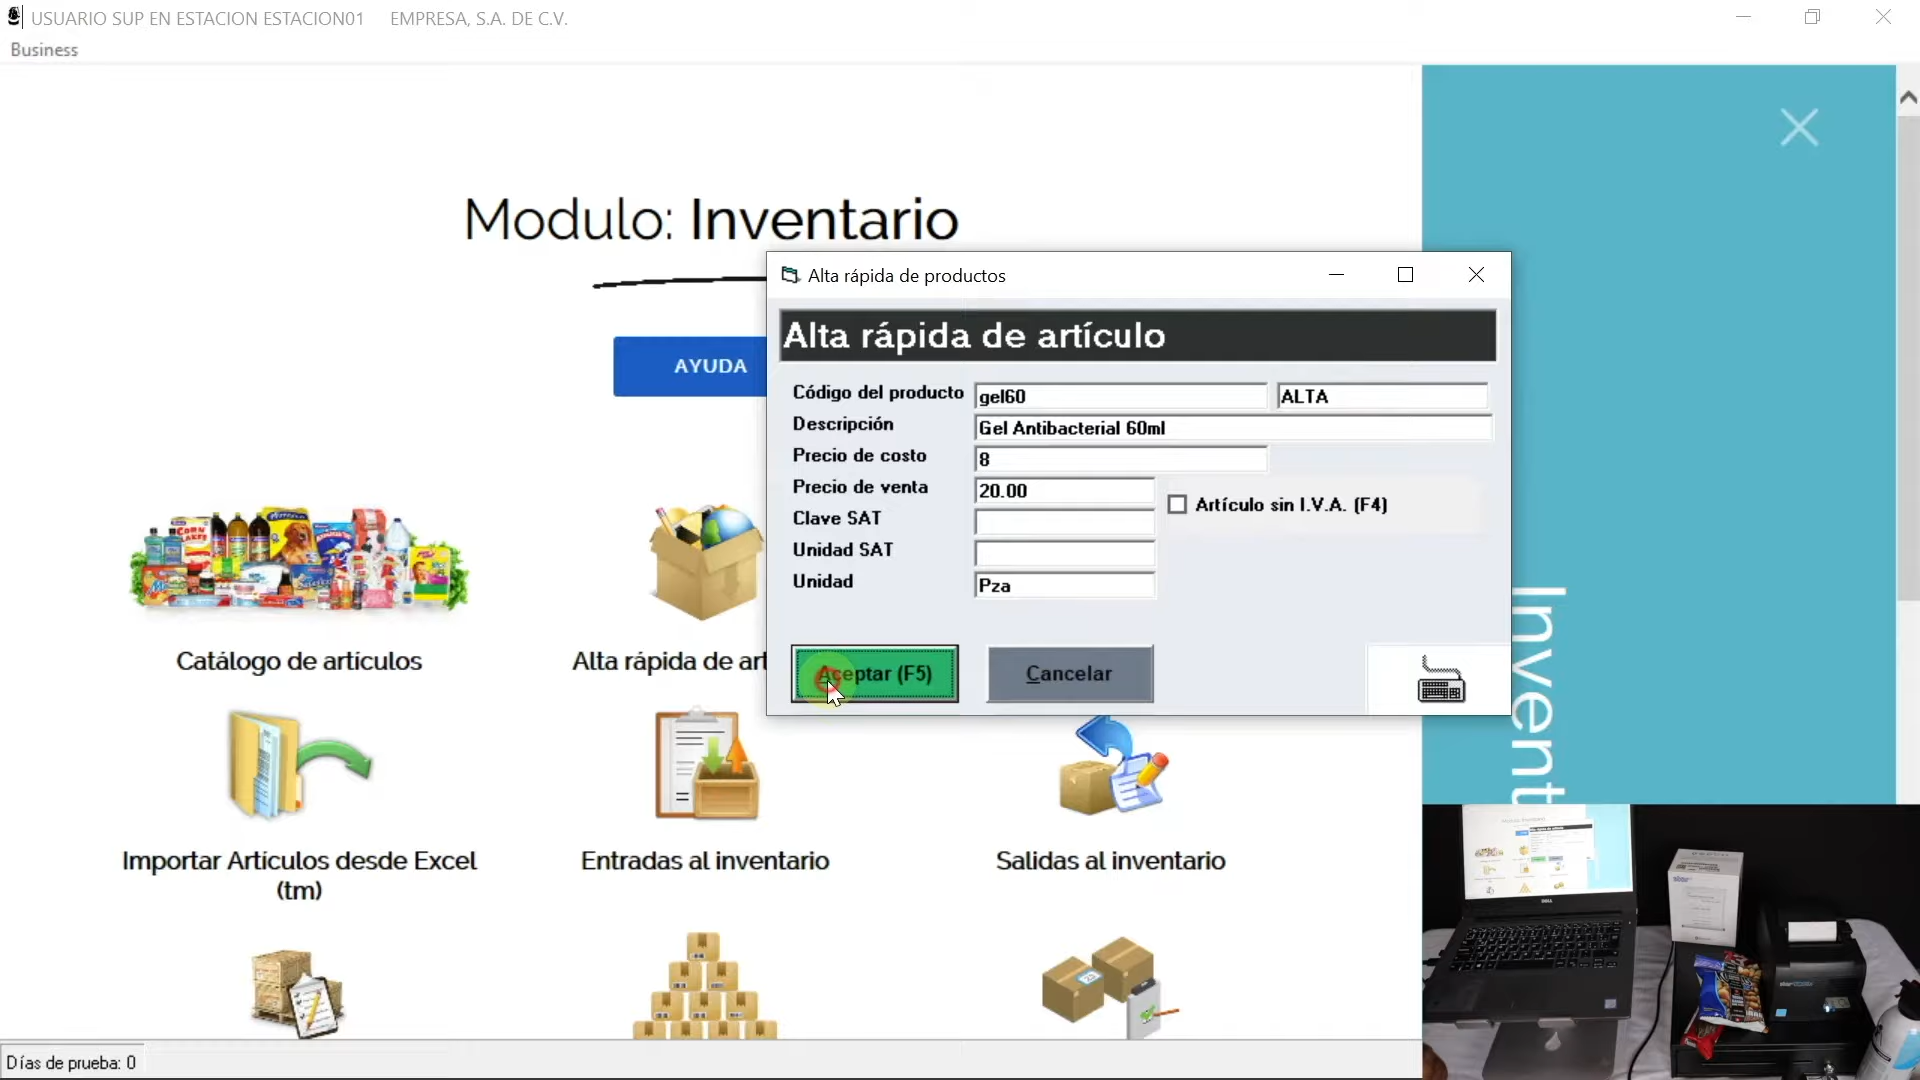 USUARIO SUP EN ESTACION ESTACION01 EMPRESA, S.A. DE C.V.
Business
Modulo: Inventario
AYUDA
Alta rápida de productos
Alta rápida de artículo
Código del producto gel60 ALTA
Descripción Gel Antibacterial 60ml
Precio de costo 8
Precio de venta 20.00
Artículo sin I.V.A. (F4)
Clave SAT
Unidad SAT
Unidad Pza
Aceptar (F5) Cancelar
Invent
Catálogo de artículos
Alta rápida de art
Importar Artículos desde Excel
(tm)
Entradas al inventario
Salidas al inventario
Días de prueba: 0
DELL